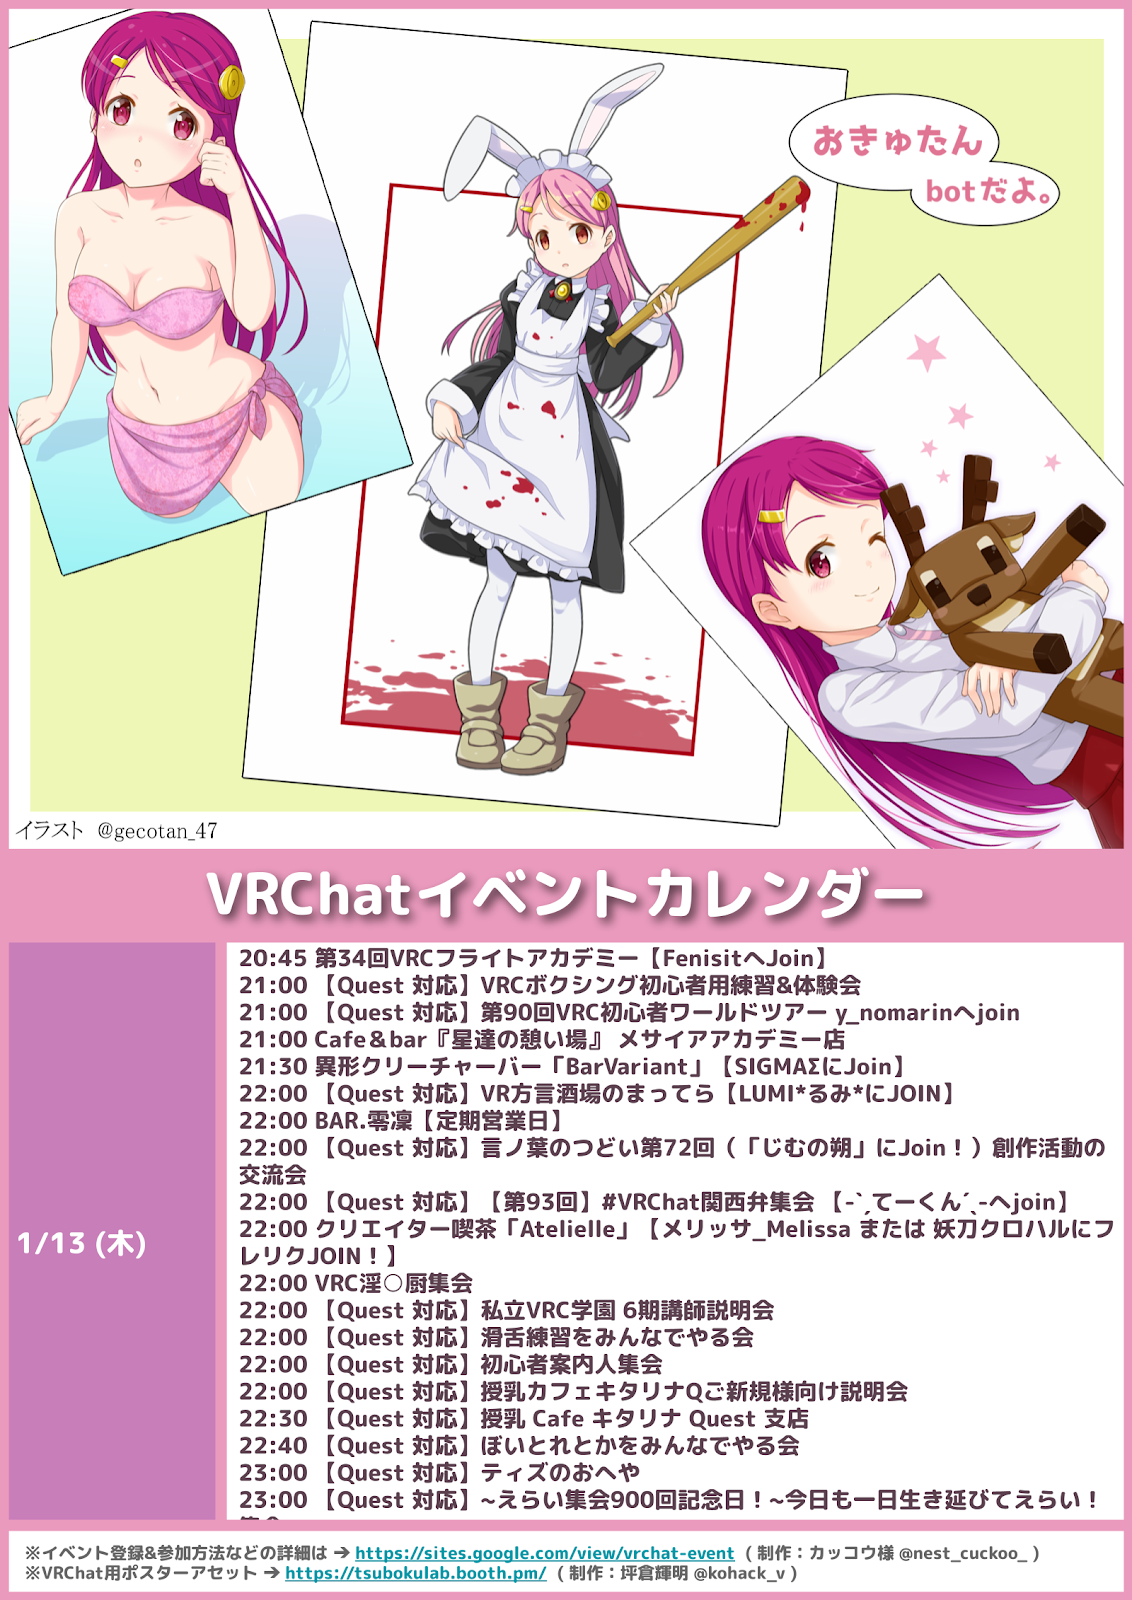 おきゅたん
botだよ。
イラスト @gecotan_47
VRChatイベントカレンダー
1/13 (木)
20:45 第34回VRCフライトアカデミー【FenisitへJoin】
21:00 【Quest 対応】VRCボクシング初心者用練習&体験会
21:00 【Quest 対応】第90回VRC初心者ワールドツアー y_nomarinへjoin
21:00 Cafe＆bar『星達の憩い場』 メサイアアカデミー店
21:30 異形クリーチャーバー「BarVariant」【SIGMAΣにJoin】
22:00 【Quest 対応】VR方言酒場のまってら【LUMI*るみ*にJOIN】
22:00 BAR.零凜【定期営業日】
22:00 【Quest 対応】言ノ葉のつどい第72回（「じむの朔」にJoin！）創作活動の
交流会
22:00 【Quest 対応】【第93回】#VRChat関西弁集会 【-ˋˏてーくんˊˎ-へjoin】
22:00 クリエイター喫茶「Atelielle」【メリッサ_Melissa または 妖刀クロハルにフ
レリクJOIN！】
22:00 VRC淫○厨集会
22:00 【Quest 対応】私立VRC学園 6期講師説明会
22:00 【Quest 対応】滑舌練習をみんなでやる会
22:00 【Quest 対応】初心者案内人集会
22:00 【Quest 対応】授乳カフェキタリナQご新規様向け説明会
22:30 【Quest 対応】授乳 Cafe キタリナ Quest 支店
22:40 【Quest 対応】ぼいとれとかをみんなでやる会
23:00 【Quest 対応】ティズのおへや
23:00 【Quest 対応】~えらい集会900回記念日！~今日も一日生き延びてえらい！
※イベント登録&参加方法などの詳細は ➔ https://sites.google.com/view/vrchat-event （ 制作：カッコウ様 @nest_cuckoo_ ）
※VRChat用ポスターアセット ➔ https://tsubokulab.booth.pm/ （ 制作：坪倉輝明 @kohack_v ）